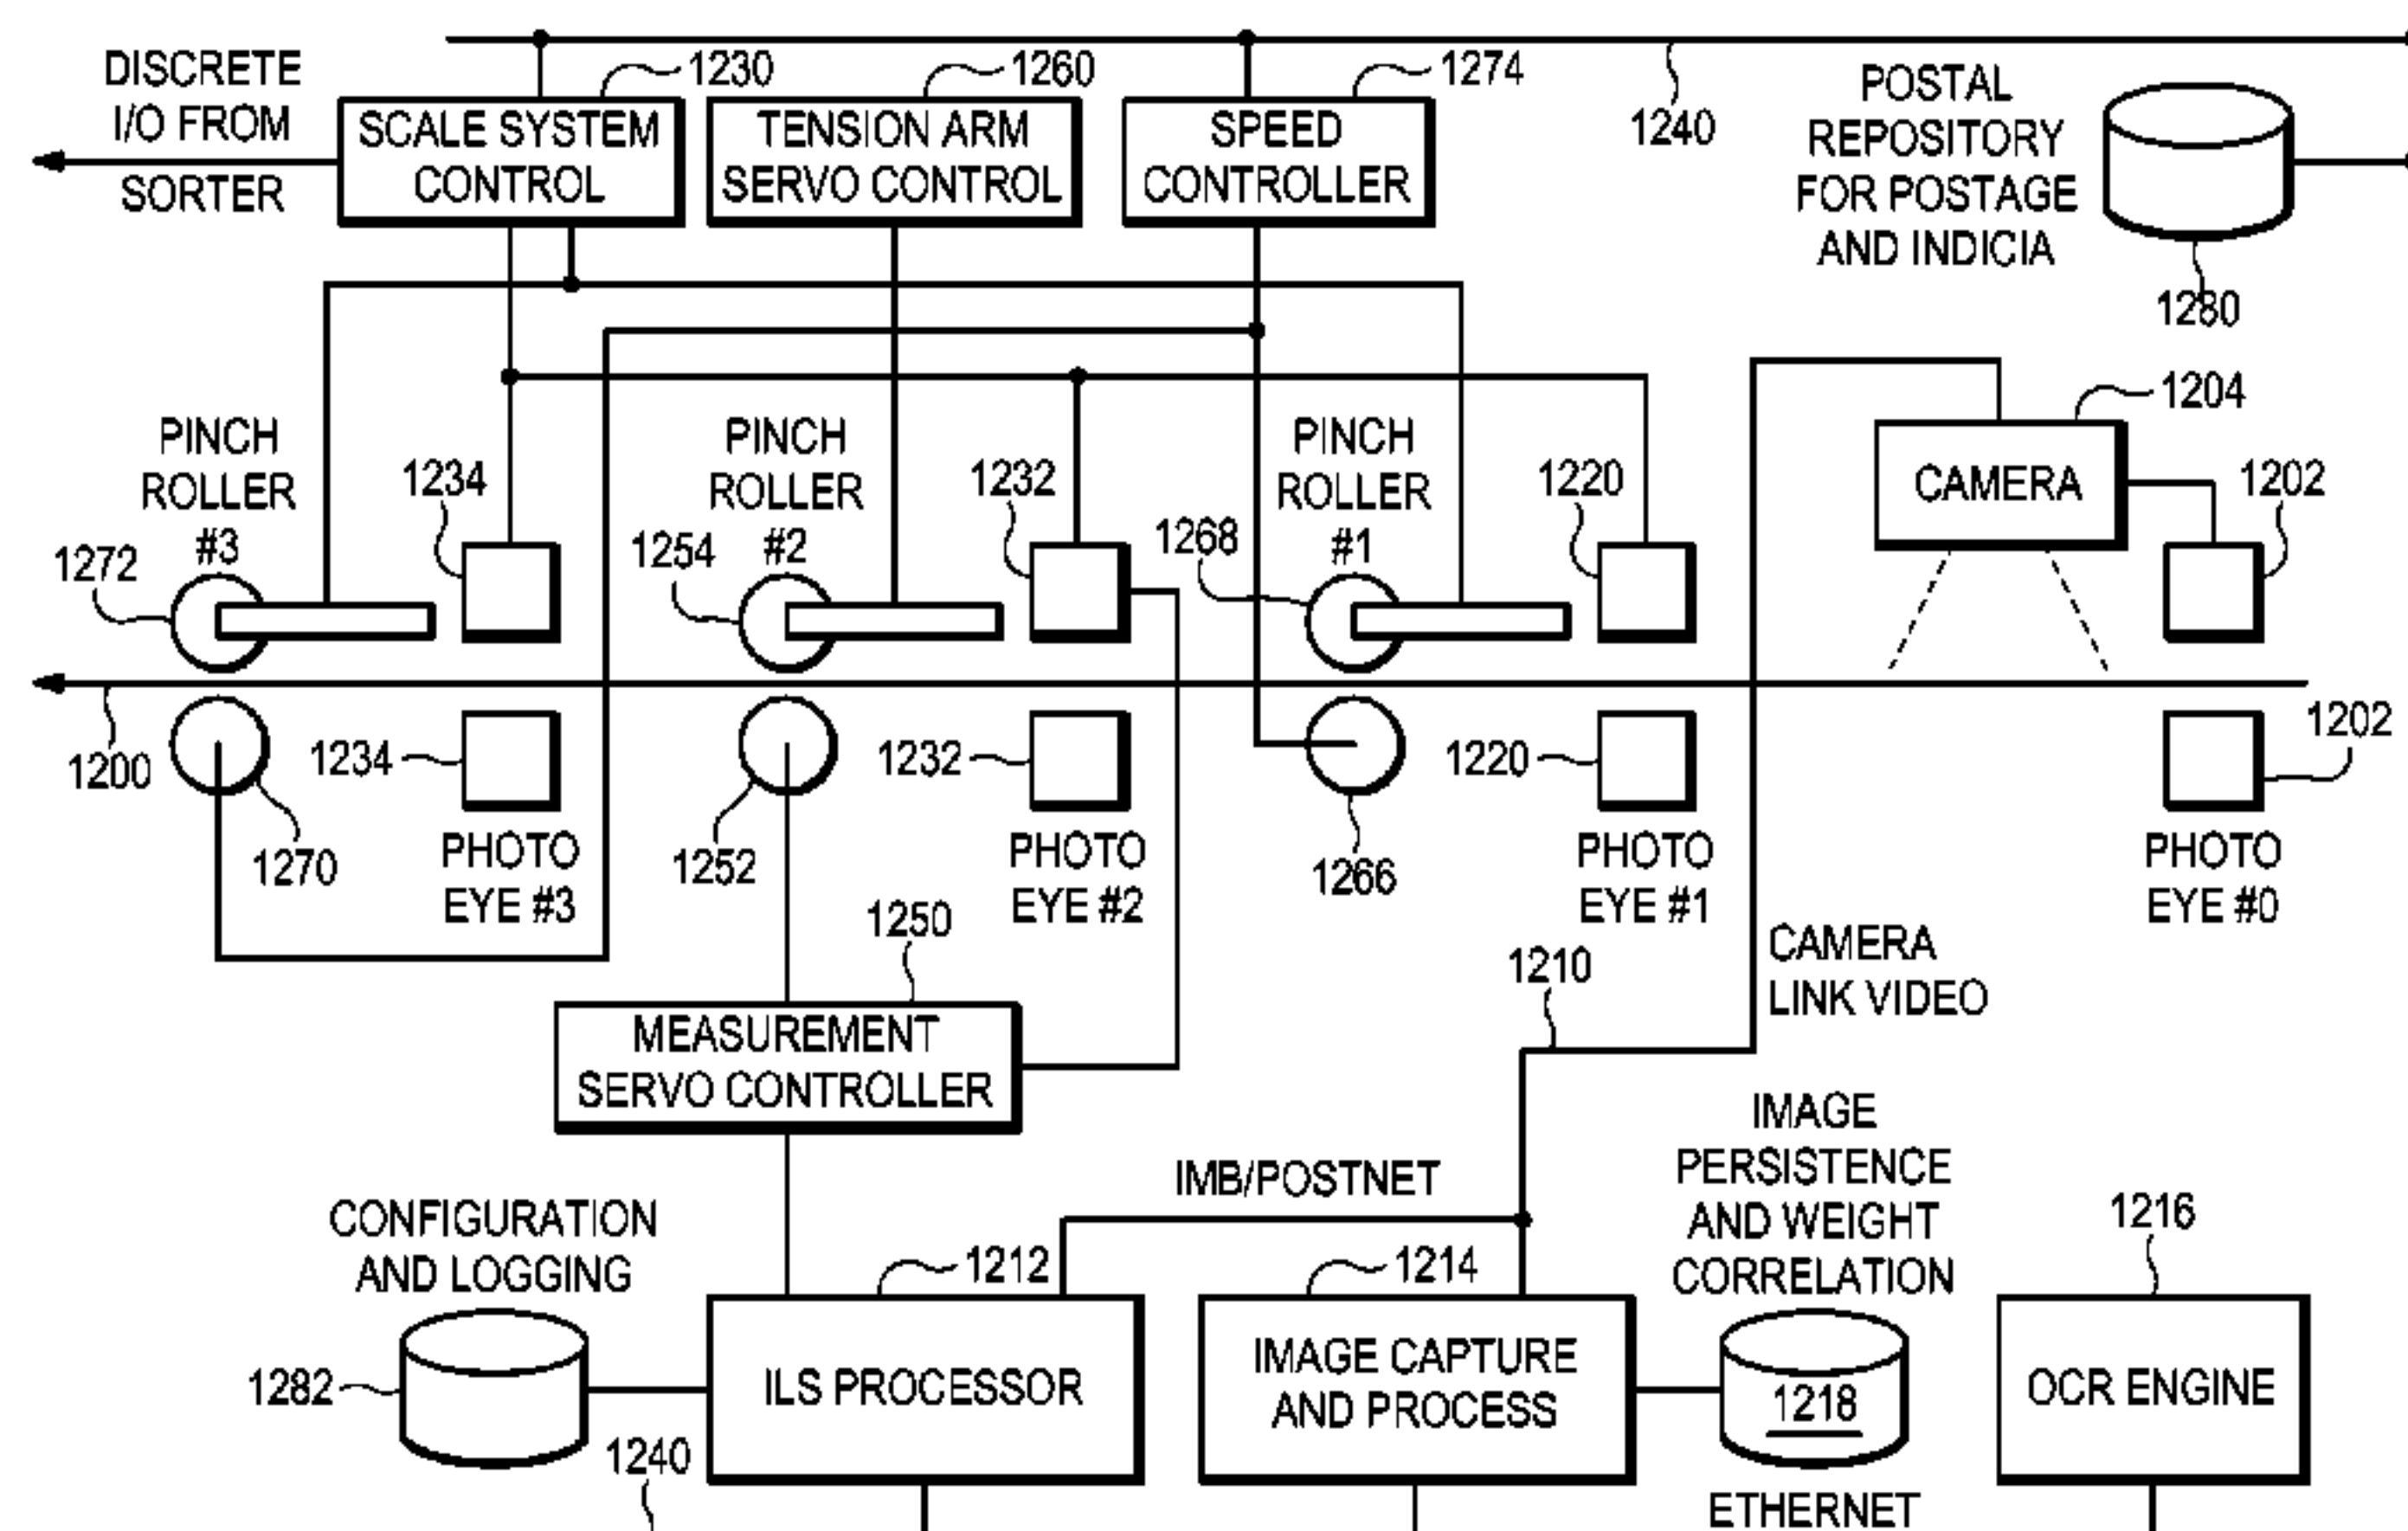 DISCRETE
I/O FROM
SORTER
1230
SCALE SYSTEM
CONTROL
1260
TENSION ARM
SERVO CONTROL
1274
SPEED
CONTROLLER
1240
POSTAL
REPOSITORY
FOR POSTAGE
AND INDICIA
1280
PINCH
ROLLER
#3
1272
1234
PINCH
ROLLER
#2
1254
1232
PINCH
ROLLER
#1
1268
1220
1204
CAMERA
1202
1200
1270
1234
PHOTO
EYE #3
1252
1232
PHOTO
EYE #2
1266
1220
PHOTO
EYE #1
1202
PHOTO
EYE #0
1250
MEASUREMENT
SERVO CONTROLLER
1210
CAMERA
LINK VIDEO
IMB/POSTNET
IMAGE
PERSISTENCE
AND WEIGHT
CORRELATION
CONFIGURATION
AND LOGGING
1282
1212
ILS PROCESSOR
1214
IMAGE CAPTURE
AND PROCESS
1218
1216
OCR ENGINE
1240
ETHERNET